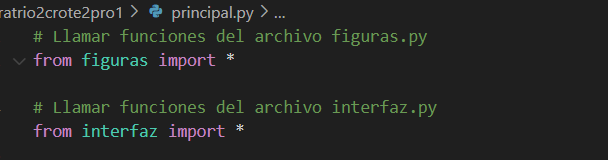 ratrio2crote2pro1 > principal.py > ...
# Llamar funciones del archivo figuras.py
from figuras import *
# Llamar funciones del archivo interfaz.py
from interfaz import *